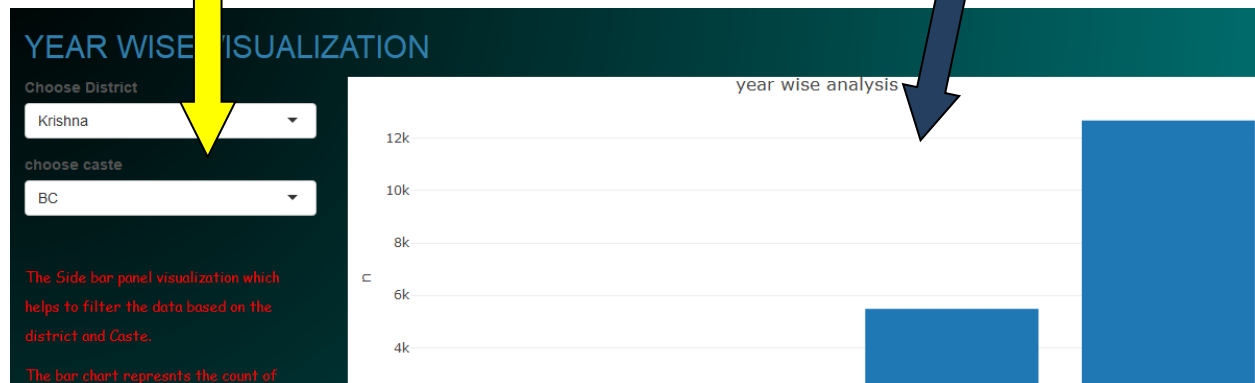 YEAR WISE VISUALIZATION
Choose District
Krishna
choose caste
BC
The Side bar panel visualization which
helps to filter the data based on the
district and Caste.
The bar chart represnts the count of
year wise analysis
12k
10k
8k
6k
4k
n